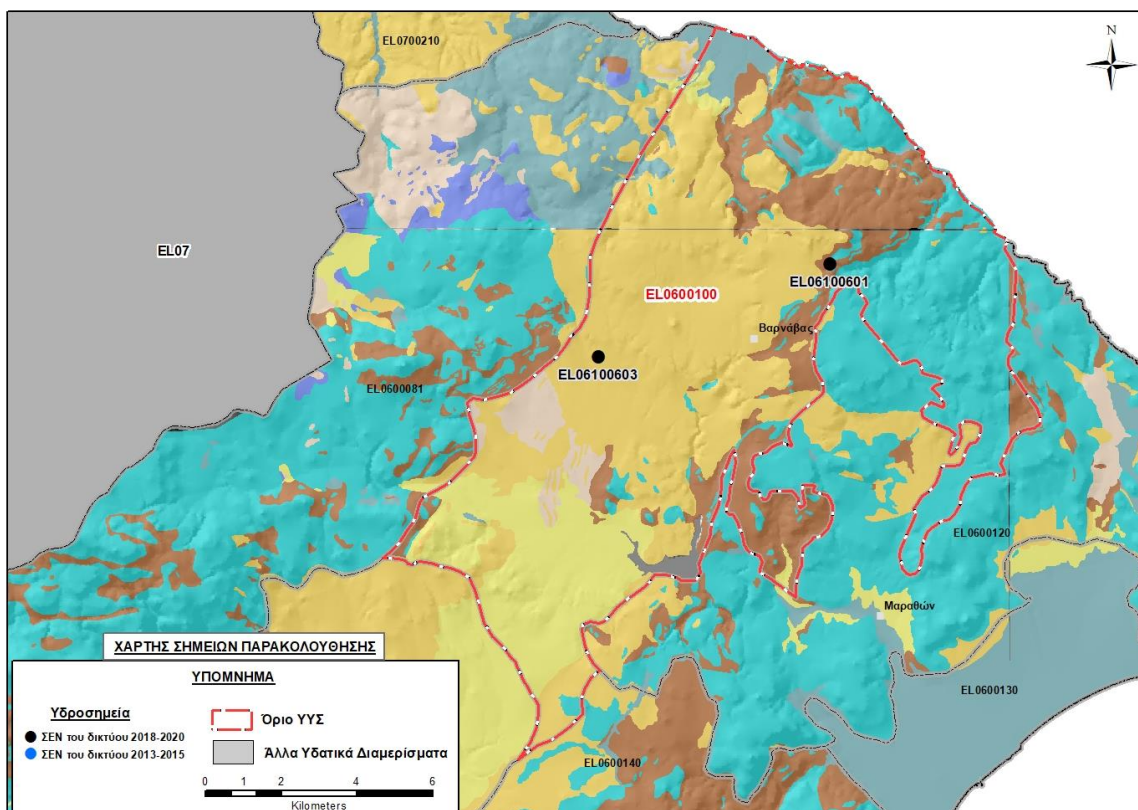 N
EL0700210
EL07
EL0600100
EL06100601
Βαρνάβας
EL06100603
EL0600081
EL0600120
Μαραθών
EL0600130
EL0600140
ΧΑΡΤΗΣ ΣΗΜΕΙΩΝ ΠΑΡΑΚΟΛΟΥΘΗΣΗΣ
ΥΠΟΜΝΗΜΑ
Υδροσημεία
ΣΕΝ του δικτύου 2018-2020
ΣΕΝ του δικτύου 2013-2015
Όριο ΥΥΣ
Άλλα Υδατικά Διαμερίσματα
0 1 2 4 6
Kilometers